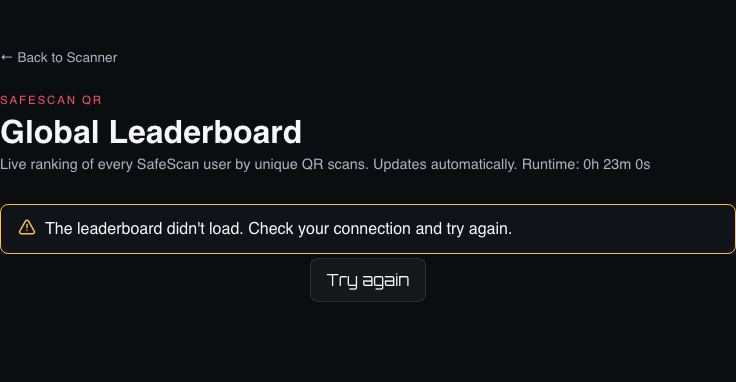 ← Back to Scanner
SAFESCAN QR
Global Leaderboard
Live ranking of every SafeScan user by unique QR scans. Updates automatically. Runtime: 0h 23m 0s
The leaderboard didn't load. Check your connection and try again.
Try again